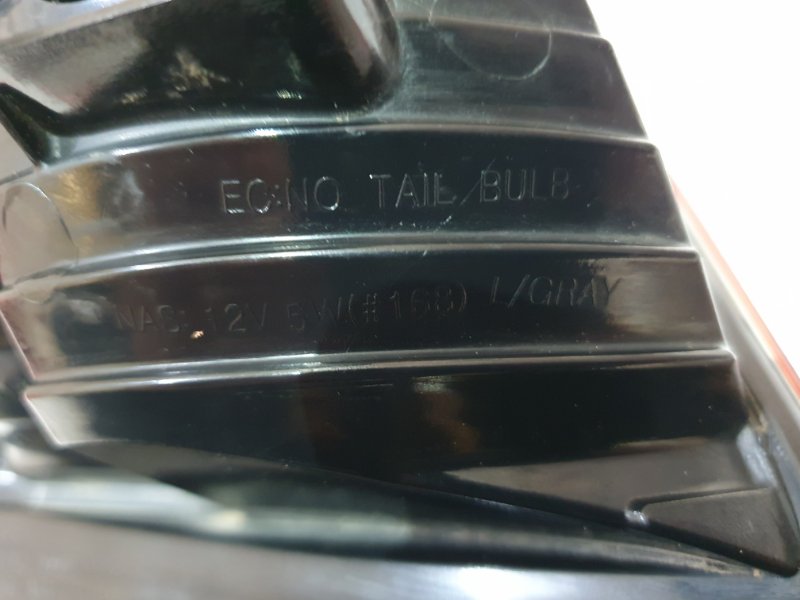 EC:NO TAIL/BULB
NAS: 12V 5W(#168) L/GRAY